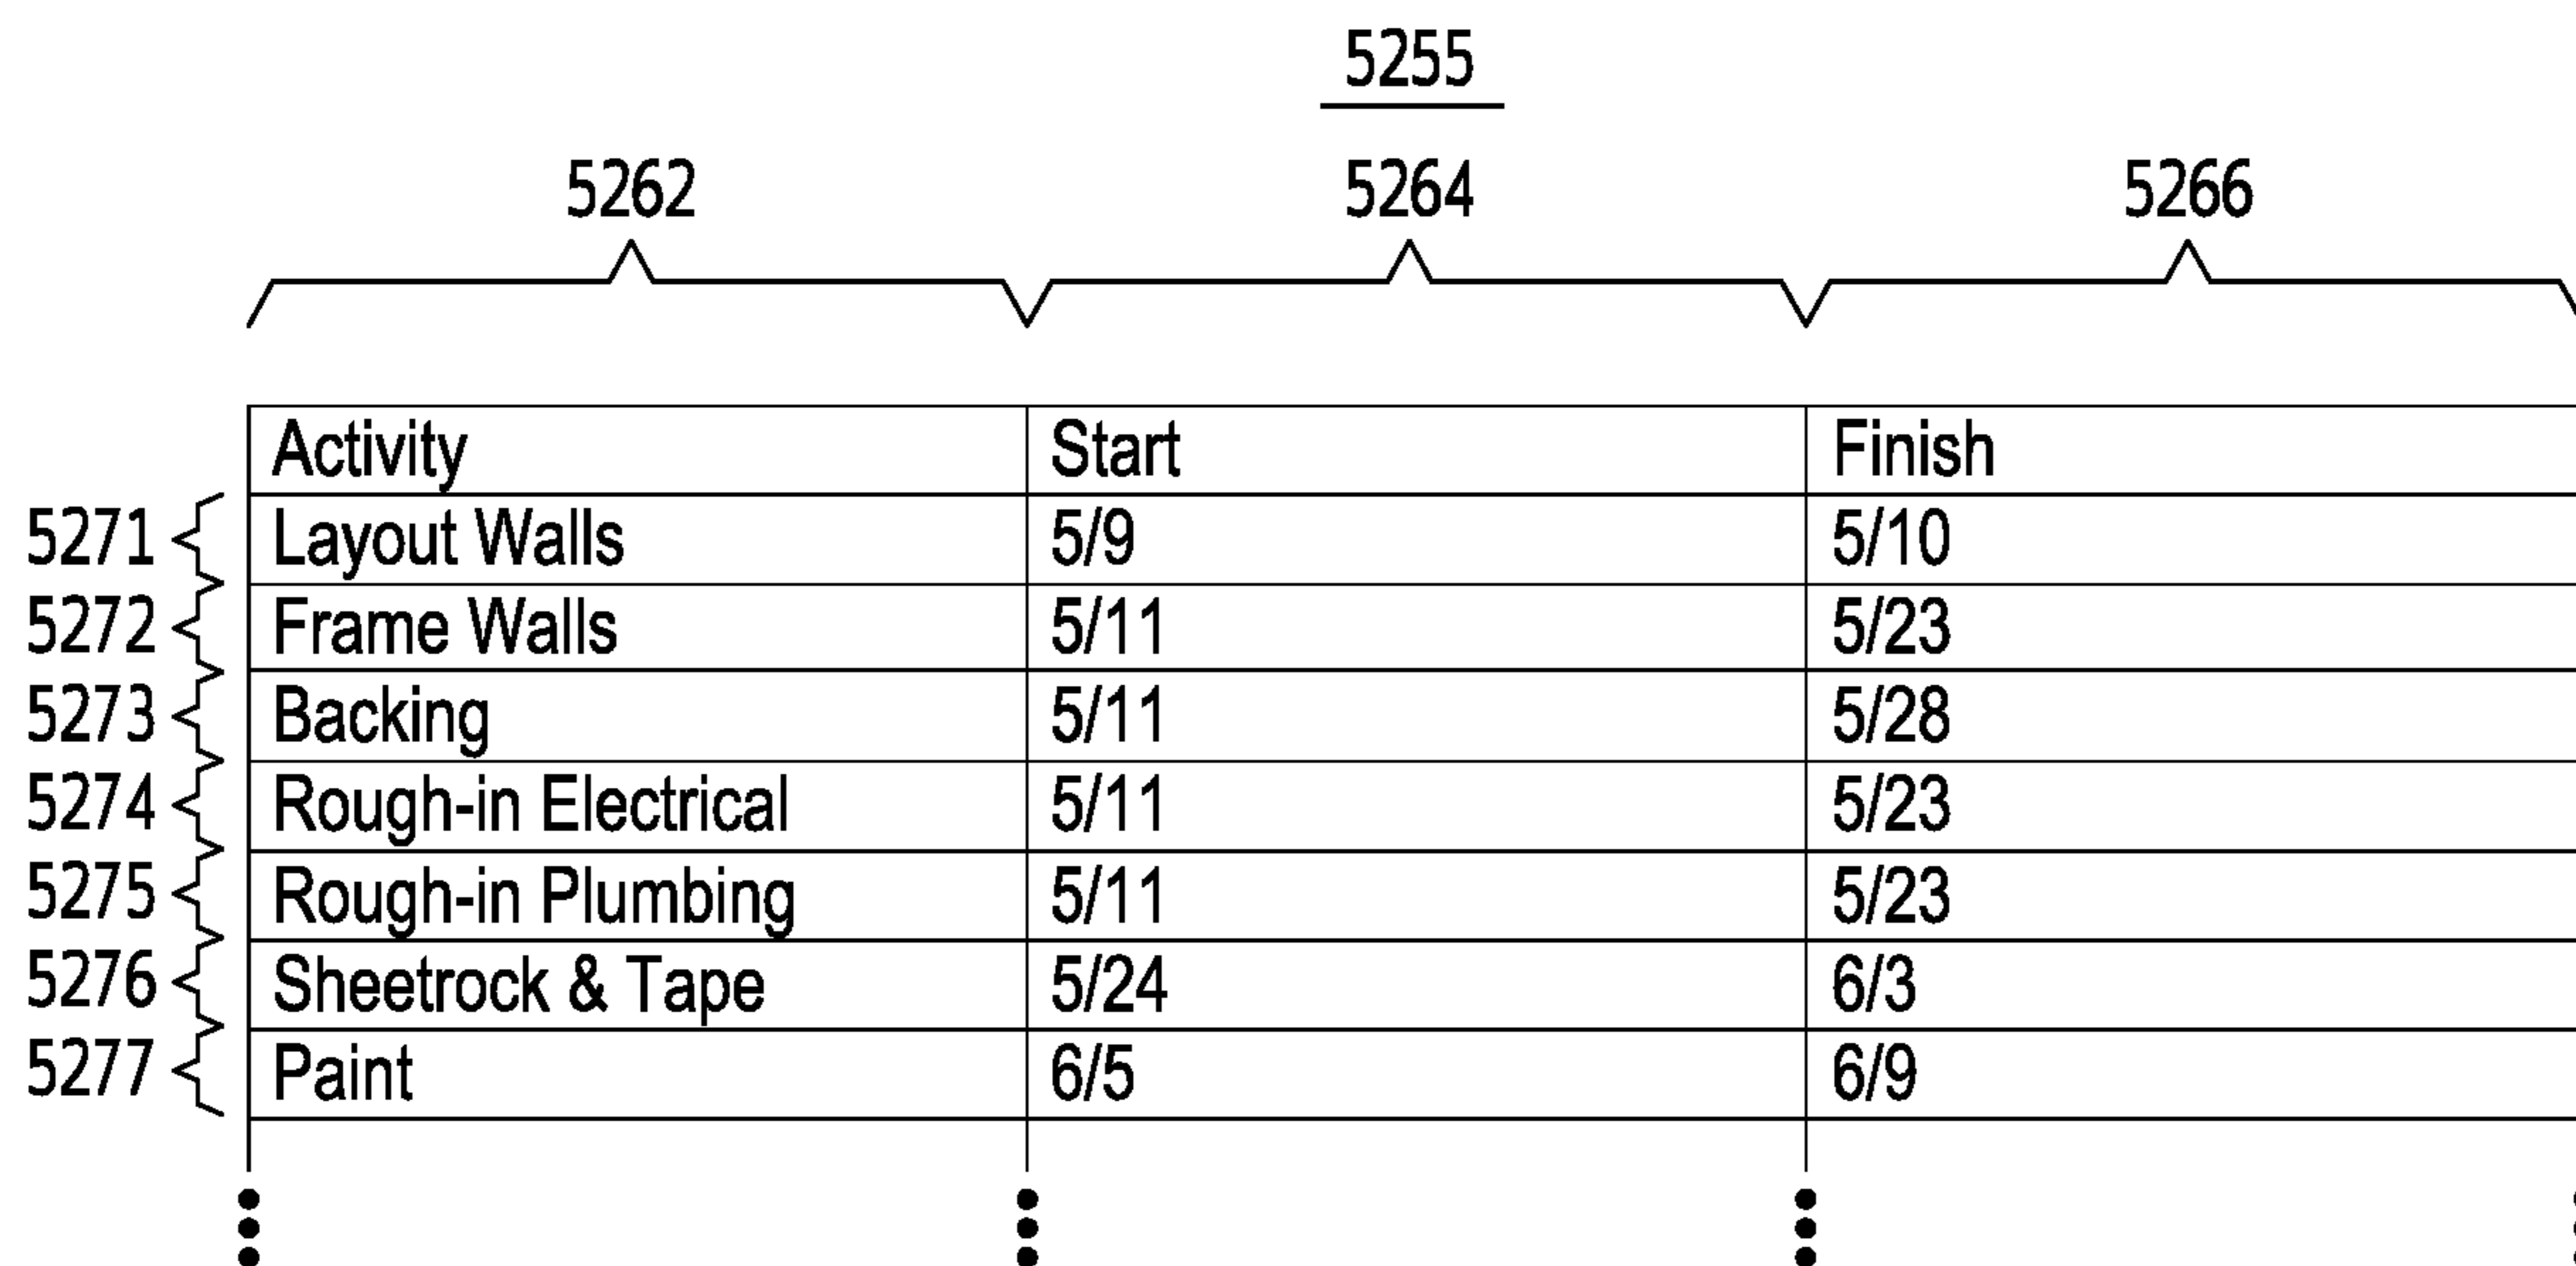 5255
5262 5264 5266
Activity Start Finish
5271 Layout Walls 5/9 5/10
5272 Frame Walls 5/11 5/23
5273 Backing 5/11 5/28
5274 Rough-in Electrical 5/11 5/23
5275 Rough-in Plumbing 5/11 5/23
5276 Sheetrock & Tape 5/24 6/3
5277 Paint 6/5 6/9